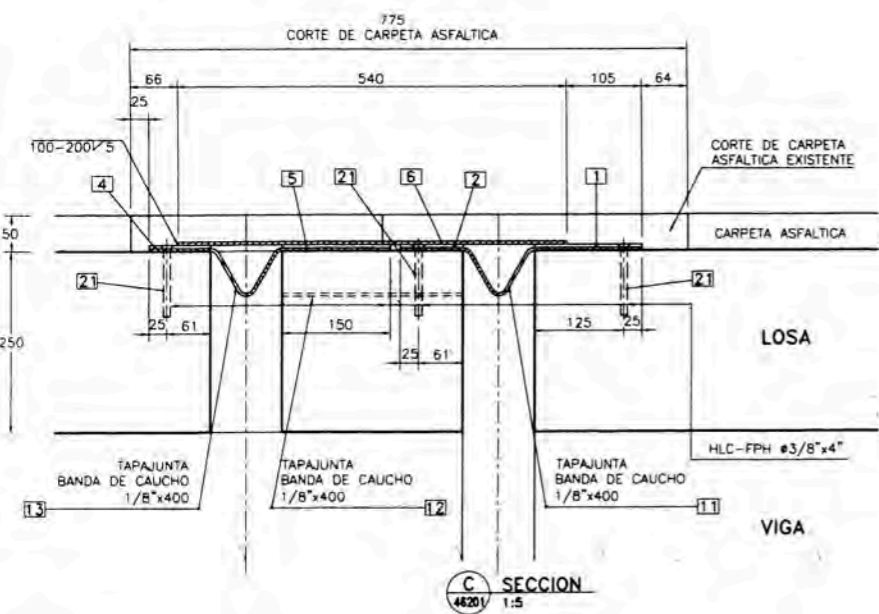 775
CORTE DE CARPETA ASFALTICA
66 540 105 64
25
100-200 5
CORTE DE CARPETA
ASFALTICA EXISTENTE
4 5 21 6 2 1
50
CARPETA ASFALTICA
21 21
25 61 150 125 25
25 61
250
LOSA
HLC-FPH ø3/8"x4"
TAPAJUNTA
BANDA DE CAUCHO
1/8"x400
13
TAPAJUNTA
BANDA DE CAUCHO
1/8"x400
12
TAPAJUNTA
BANDA DE CAUCHO
1/8"x400
11
VIGA
C SECCION
46201 1:5